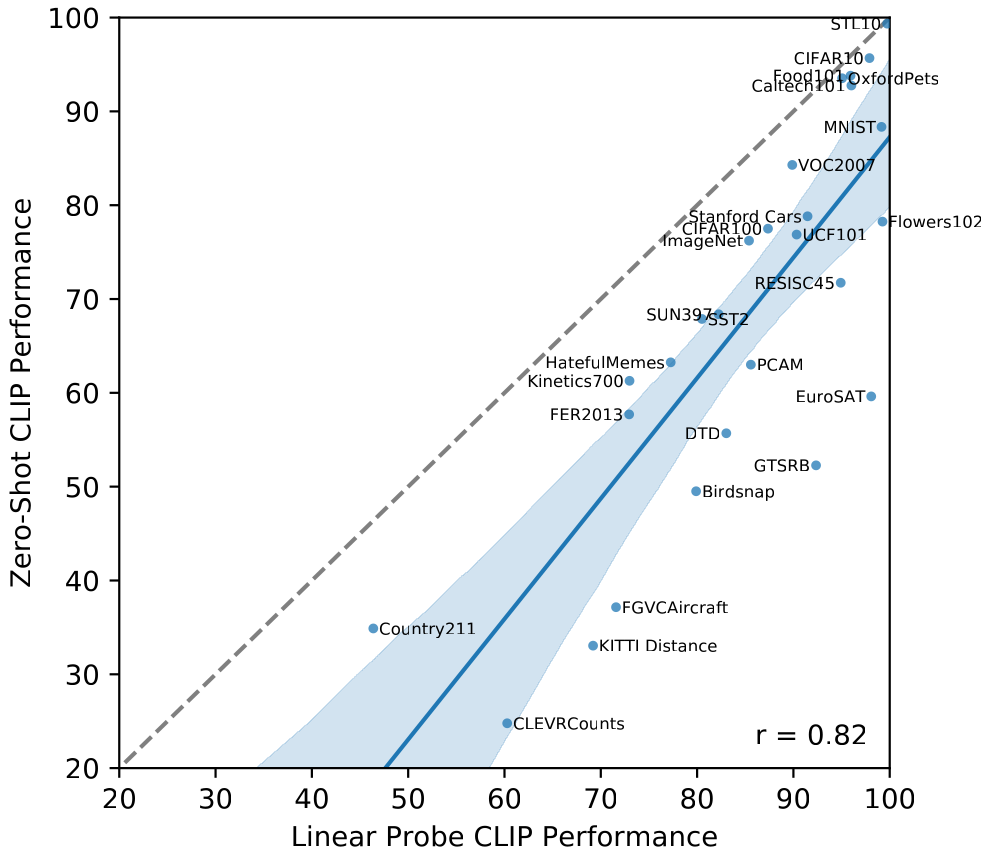 100
90
80
70
60
50
40
30
20
Zero-Shot CLIP Performance
STL10
CIFAR10
Food101
OxfordPets
Caltech101
MNIST
VOC2007
Stanford Cars
Flowers102
CIFAR100
UCF101
ImageNet
RESISC45
SUN397
SST2
HatefulMemes
PCAM
Kinetics700
EuroSAT
FER2013
DTD
GTSRB
Birdsnap
FGVCAircraft
Country211
KITTI Distance
CLEVRCounts
r = 0.82
20 30 40 50 60 70 80 90 100
Linear Probe CLIP Performance